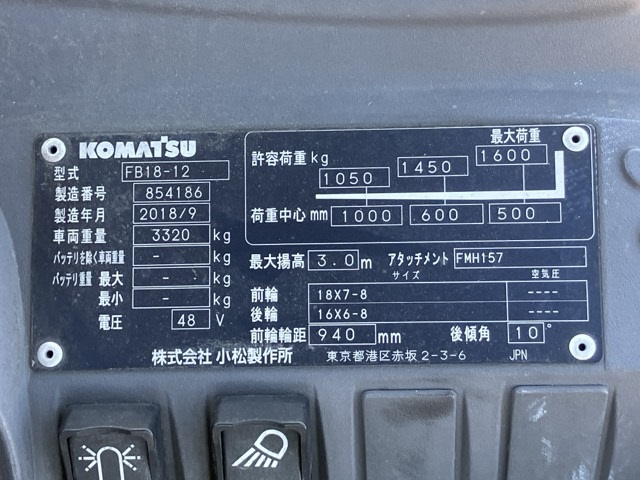 KOMATSU
型式 FB18-12
製造番号 854186
製造年月 2018/9
車両重量 3320 kg
バッテリを除く車両重量 - kg
バッテリ重量 最大 - kg
最小 - kg
電圧 48 V
最大荷重
許容荷重 kg 1050 1450 1600
荷重中心 mm 1000 600 500
最大揚高 3.0 m アタッチメント FMH157
サイズ 空気圧
前輪 18X7-8 ----
後輪 16X6-8 ----
前輪輪距 940 mm 後傾角 10°
株式会社 小松製作所 東京都港区赤坂 2-3-6 JPN